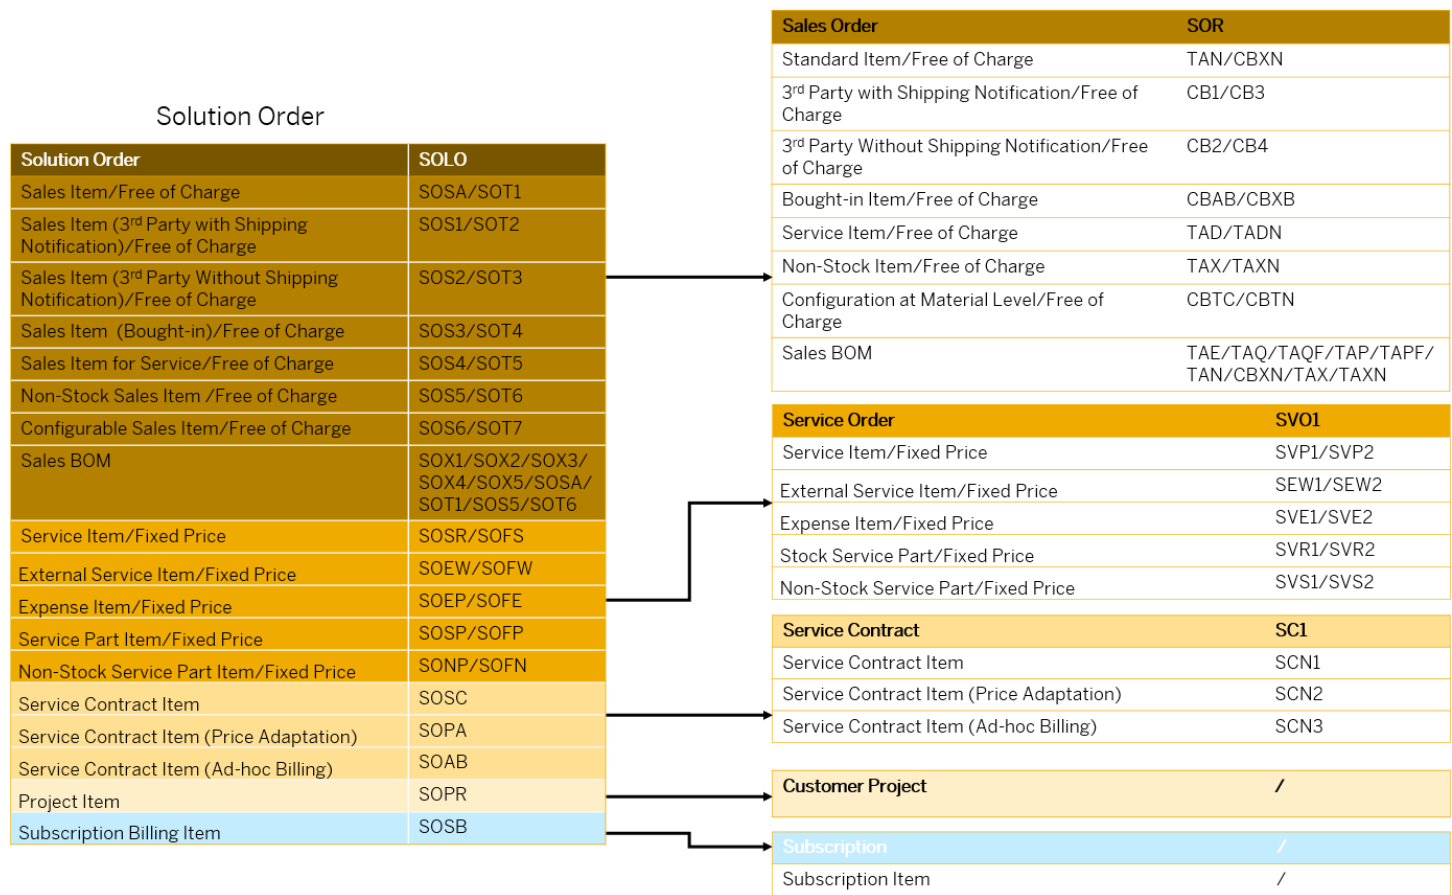 Solution Order
Solution Order SOLO
Sales Item/Free of Charge SOSA/SOT1
Sales Item (3rd Party with Shipping SOS1/SOT2
Notification)/Free of Charge
Sales Item (3rd Party Without Shipping SOS2/SOT3
Notification)/Free of Charge
Sales Item (Bought-in)/Free of Charge SOS3/SOT4
Sales Item for Service/Free of Charge SOS4/SOT5
Non-Stock Sales Item /Free of Charge SOS5/SOT6
Configurable Sales Item/Free of Charge SOS6/SOT7
Sales BOM SOX1/SOX2/SOX3/
SOX4/SOX5/SOSA/
SOT1/SOS5/SOT6
Service Item/Fixed Price SOSR/SOFS
External Service Item/Fixed Price SOEW/SOFW
Expense Item/Fixed Price SOEP/SOFE
Service Part Item/Fixed Price SOSP/SOFP
Non-Stock Service Part Item/Fixed Price SONP/SOFN
Service Contract Item SOSC
Service Contract Item (Price Adaptation) SOPA
Service Contract Item (Ad-hoc Billing) SOAB
Project Item SOPR
Subscription Billing Item SOSB
Sales Order SOR
Standard Item/Free of Charge TAN/CBXN
3rd Party with Shipping Notification/Free of CB1/CB3
Charge
3rd Party Without Shipping Notification/Free CB2/CB4
of Charge
Bought-in Item/Free of Charge CBAB/CBXB
Service Item/Free of Charge TAD/TADN
Non-Stock Item/Free of Charge TAX/TAXN
Configuration at Material Level/Free of CBTC/CBTN
Charge
Sales BOM TAE/TAQ/TAQF/TAP/TAPF/
TAN/CBXN/TAX/TAXN
Service Order SVO1
Service Item/Fixed Price SVP1/SVP2
External Service Item/Fixed Price SEW1/SEW2
Expense Item/Fixed Price SVE1/SVE2
Stock Service Part/Fixed Price SVR1/SVR2
Non-Stock Service Part/Fixed Price SVS1/SVS2
Service Contract SC1
Service Contract Item SCN1
Service Contract Item (Price Adaptation) SCN2
Service Contract Item (Ad-hoc Billing) SCN3
Customer Project /
Subscription /
Subscription Item /